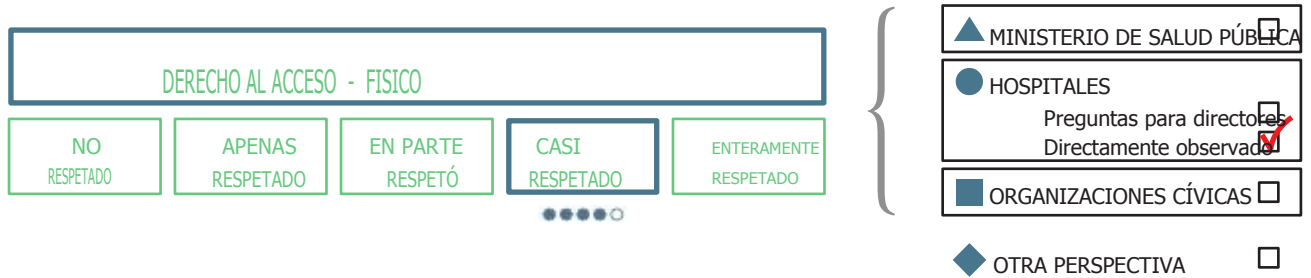 DERECHO AL ACCESO - FISICO
NO
RESPETADO
APENAS
RESPETADO
EN PARTE
RESPETÓ
CASI
RESPETADO
ENTERAMENTE
RESPETADO
MINISTERIO DE SALUD PÚBLICA
HOSPITALES
Preguntas para directores
Directamente observado
ORGANIZACIONES CÍVICAS
OTRA PERSPECTIVA